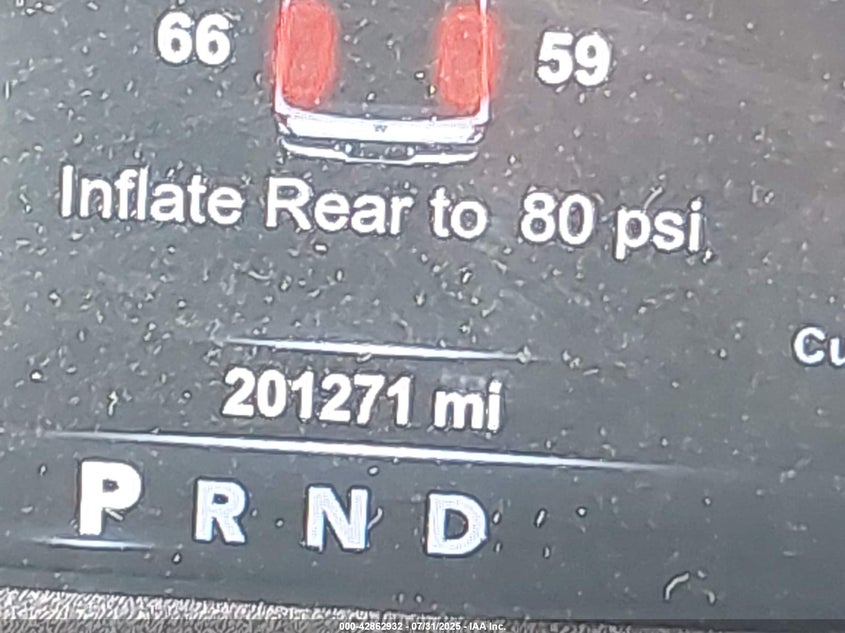 66 59
Inflate Rear to 80 psi
Cu
201271 mi
P R N D
000-42862932 - 07/31/2025 - IAA Inc.